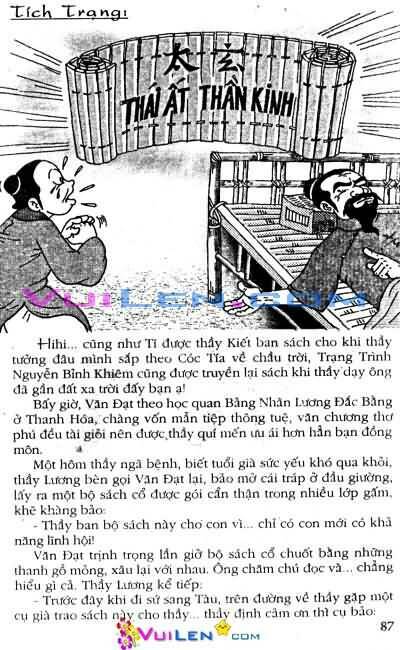 Tích Trạng:
太 玄
THÁI ẤT THẦN KINH
VUILEN.COM
Hihi... cũng như Tí được thầy Kiết ban sách cho khi thầy
tưởng đâu mình sắp theo Cóc Tía về chầu trời, Trạng Trình
Nguyễn Bỉnh Khiêm cũng được truyền lại sách khi thầy dạy ông
đã gần đất xa trời đấy bạn ạ!
Bấy giờ, Văn Đạt theo học quan Bảng Nhãn Lương Đắc Bằng
ở Thanh Hóa, chàng vốn mẫn tiệp thông tuệ, văn chương thơ
phú đều tài giỏi nên được thầy quí mến ưu ái hơn hẳn bạn đồng
môn.
Một hôm thầy ngã bệnh, biết tuổi già sức yếu khó qua khỏi,
thầy Lương bèn gọi Văn Đạt lại, bảo mở cái tráp ở đầu giường,
lấy ra một bộ sách cổ được gói cẩn thận trong nhiều lớp gấm,
khẽ khàng bảo:
- Thầy ban bộ sách này cho con vì... chỉ có con mới có khả
năng lĩnh hội!
Văn Đạt trịnh trọng lần giở bộ sách cổ chuốt bằng những
thanh gỗ mỏng, xâu lại với nhau. Ông chăm chú đọc và... chẳng
hiểu gì cả. Thầy Lương kể tiếp:
- Trước đây khi đi sứ sang Tàu, trên đường về thầy gặp một
cụ già trao sách này cho thầy... thầy định cảm ơn thì cụ bảo:
87
VUILEN.com